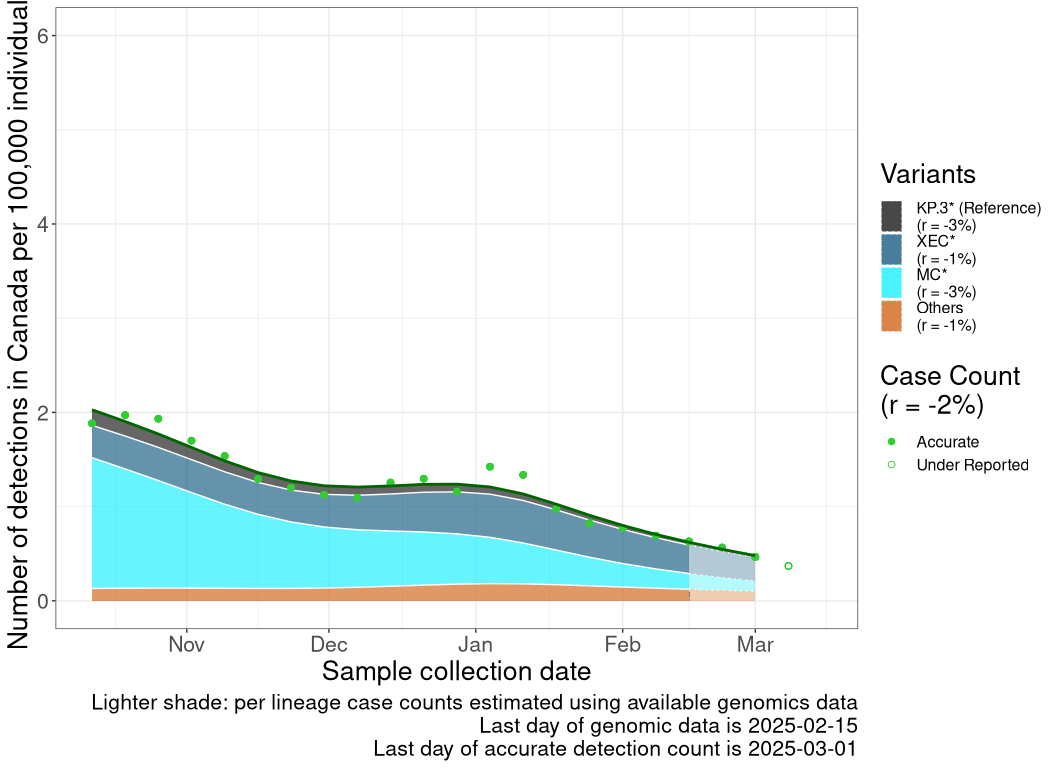 Number of detections in Canada per 100,000 individual
6
4
2
0
Nov Dec Jan Feb Mar
Sample collection date
Lighter shade: per lineage case counts estimated using available genomics data
Last day of genomic data is 2025-02-15
Last day of accurate detection count is 2025-03-01
Variants
KP.3* (Reference)
(r = -3%)
XEC*
(r = -1%)
MC*
(r = -3%)
Others
(r = -1%)
Case Count
(r = -2%)
Accurate
Under Reported